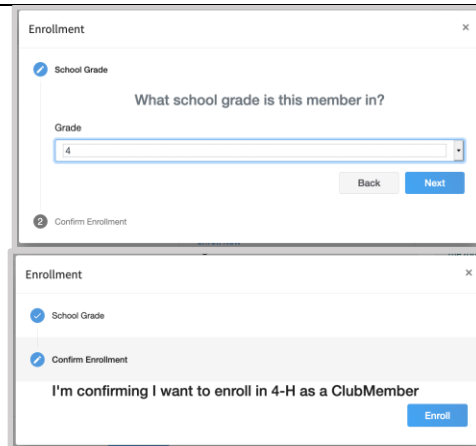 Enrollment ×
School Grade
What school grade is this member in?
Grade
4
Back Next
2 Confirm Enrollment
Enrollment ×
School Grade
Confirm Enrollment
I'm confirming I want to enroll in 4-H as a ClubMember
Enroll